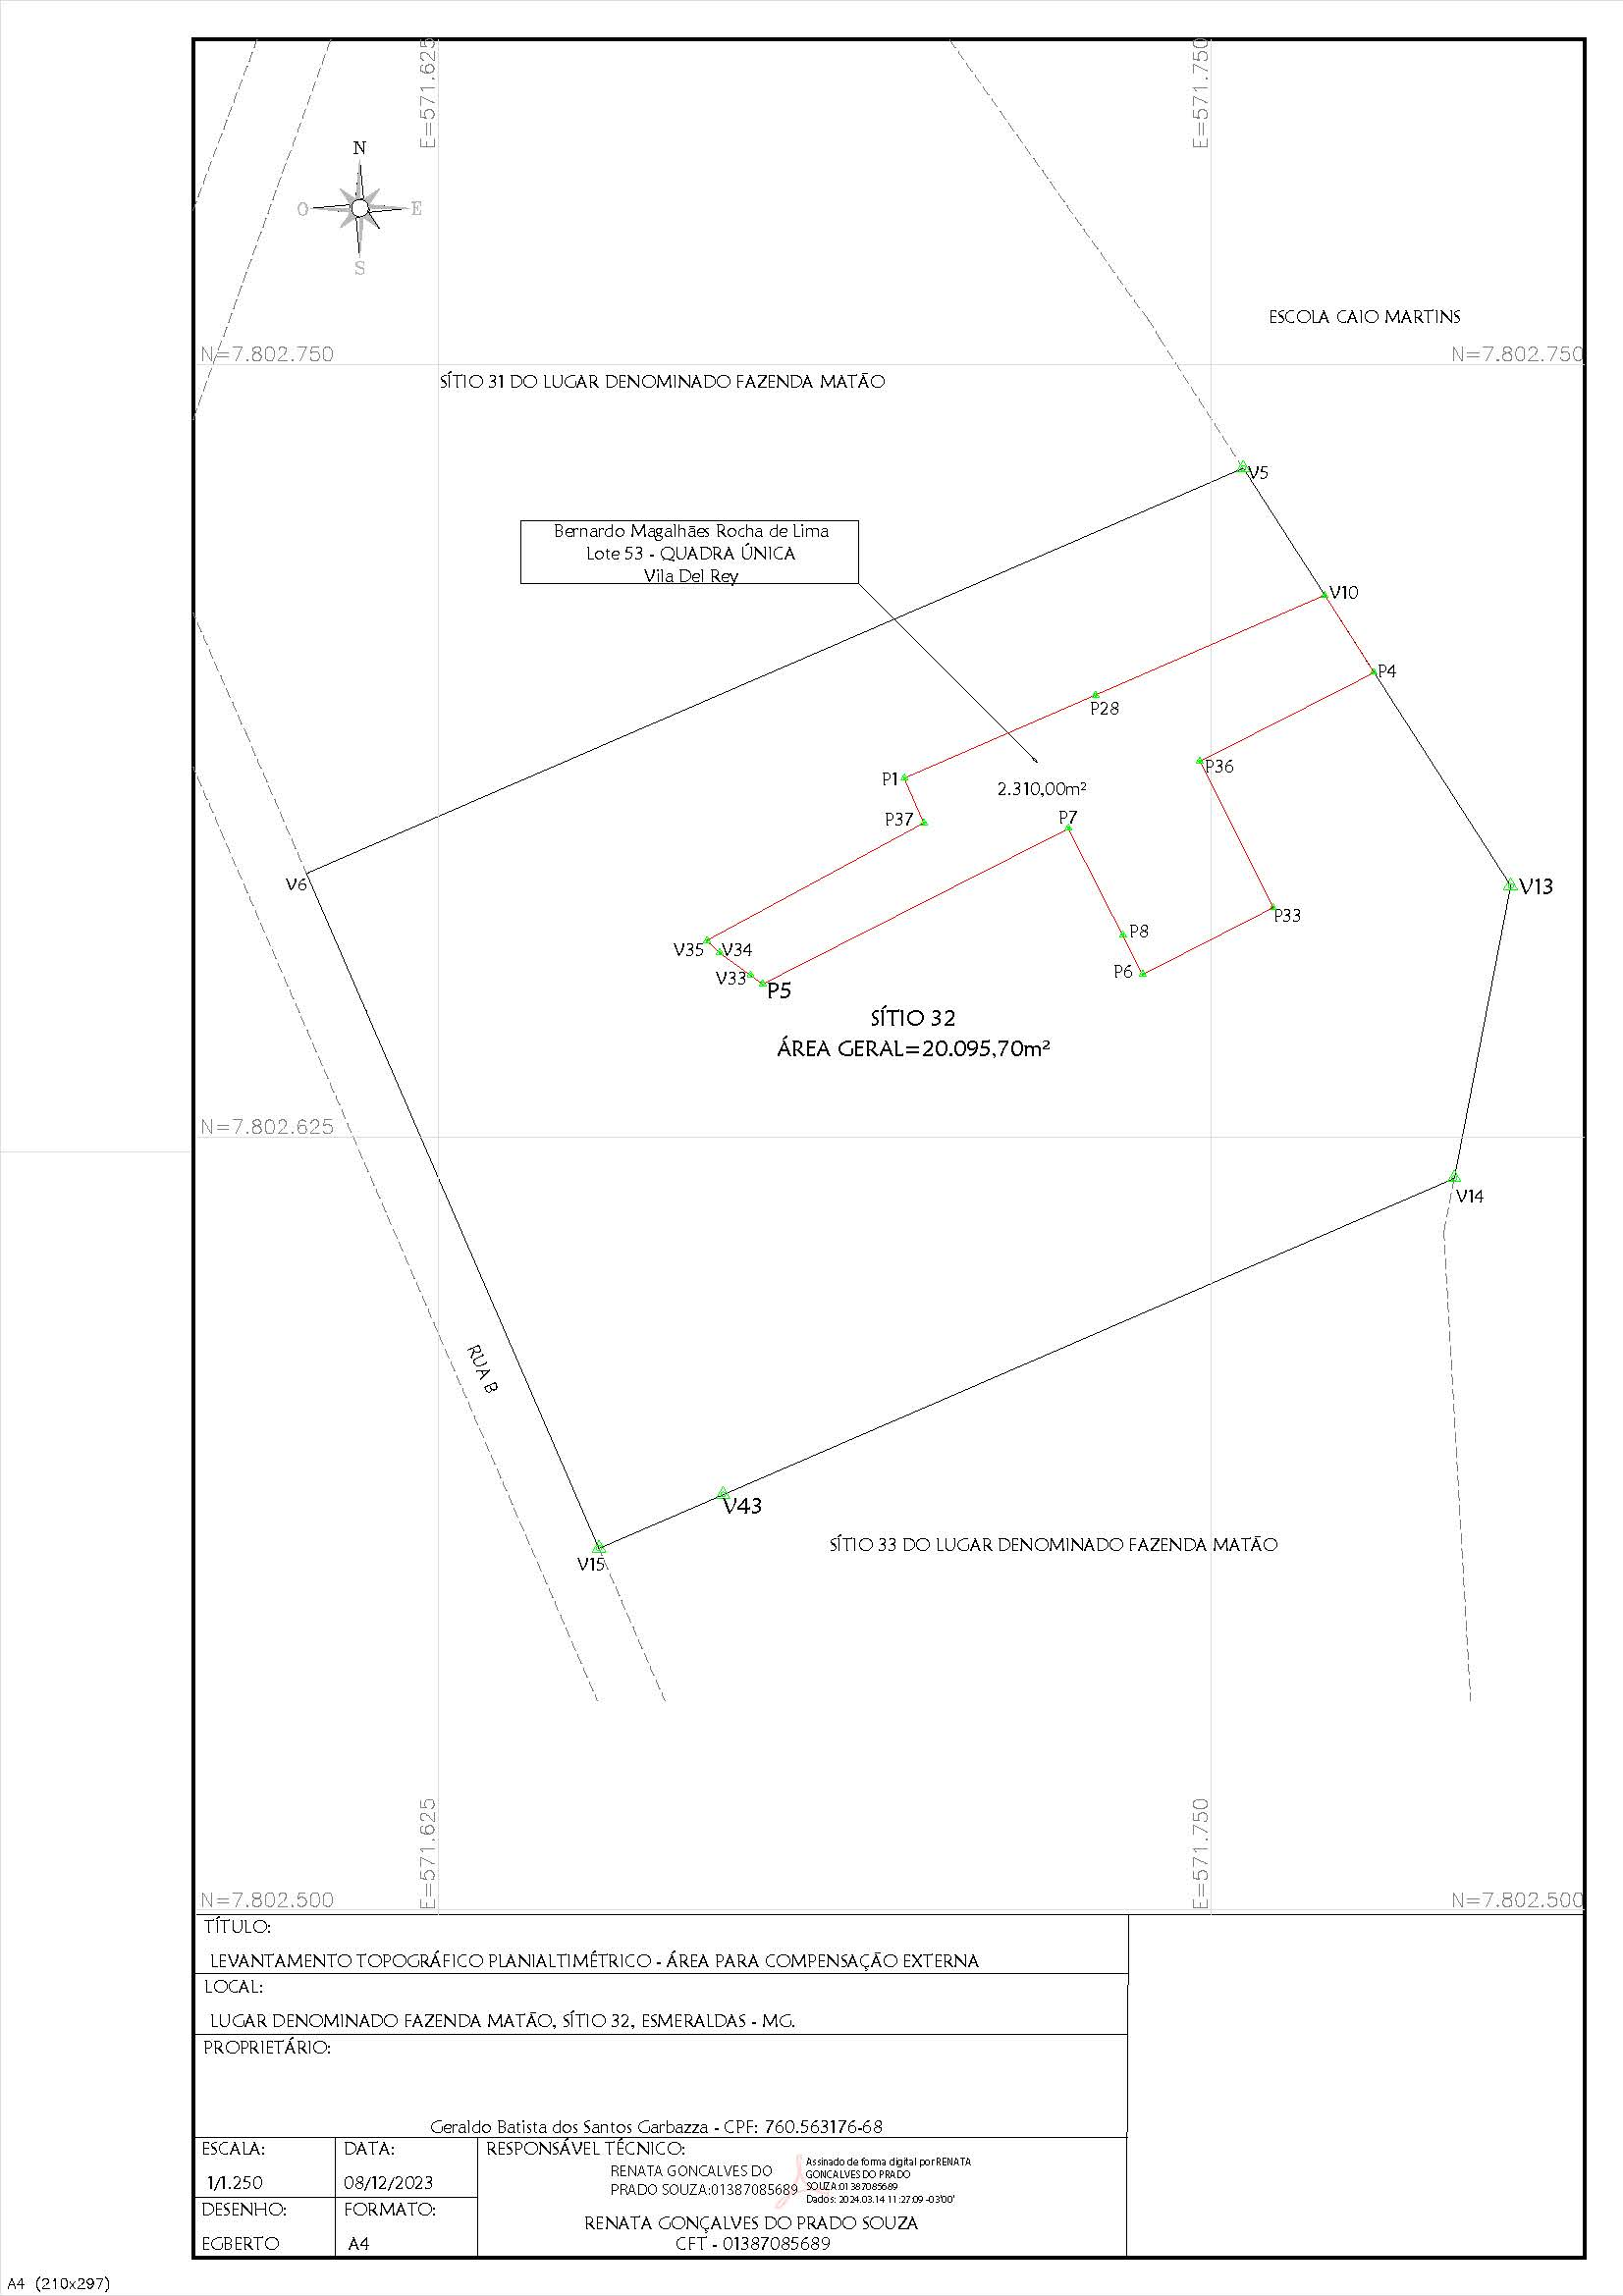 E=571.625
E=571.750
N
O
E
S
ESCOLA CAIO MARTINS
N=7.802.750
N=7.802.750
SÍTIO 31 DO LUGAR DENOMINADO FAZENDA MATÃO
V5
Bernardo Magalhães Rocha de Lima
Lote 53 - QUADRA ÚNICA
Vila Del Rey
V10
P4
P28
P36
P1
2.310,00m²
P37
P7
V6
V13
P33
P8
V35
V34
P6
V33
P5
SÍTIO 32
ÁREA GERAL=20.095,70m²
N=7.802.625
V14
RUA B
V43
SÍTIO 33 DO LUGAR DENOMINADO FAZENDA MATÃO
V15
E=571.625
E=571.750
N=7.802.500
N=7.802.500
TÍTULO:
LEVANTAMENTO TOPOGRÁFICO PLANIALTIMÉTRICO - ÁREA PARA COMPENSAÇÃO EXTERNA
LOCAL:
LUGAR DENOMINADO FAZENDA MATÃO, SÍTIO 32, ESMERALDAS - MG.
PROPRIETÁRIO:
Geraldo Batista dos Santos Garbazza - CPF: 760.563176-68
ESCALA:
1/1.250
DATA:
08/12/2023
RESPONSÁVEL TÉCNICO:
RENATA GONCALVES DO
PRADO SOUZA:01387085689
Assinado de forma digital por RENATA
GONCALVES DO PRADO
SOUZA:01387085689
Dados: 2024.03.14 11:27:09 -03'00'
DESENHO:
EGBERTO
FORMATO:
A4
RENATA GONÇALVES DO PRADO SOUZA
CFT - 01387085689
A4 (210x297)